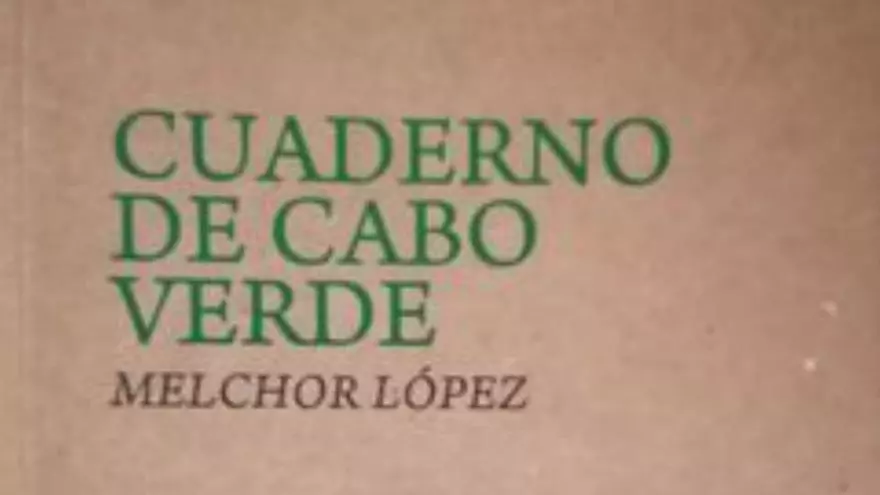 CUADERNO
DE CABO
VERDE
MELCHOR LÓPEZ